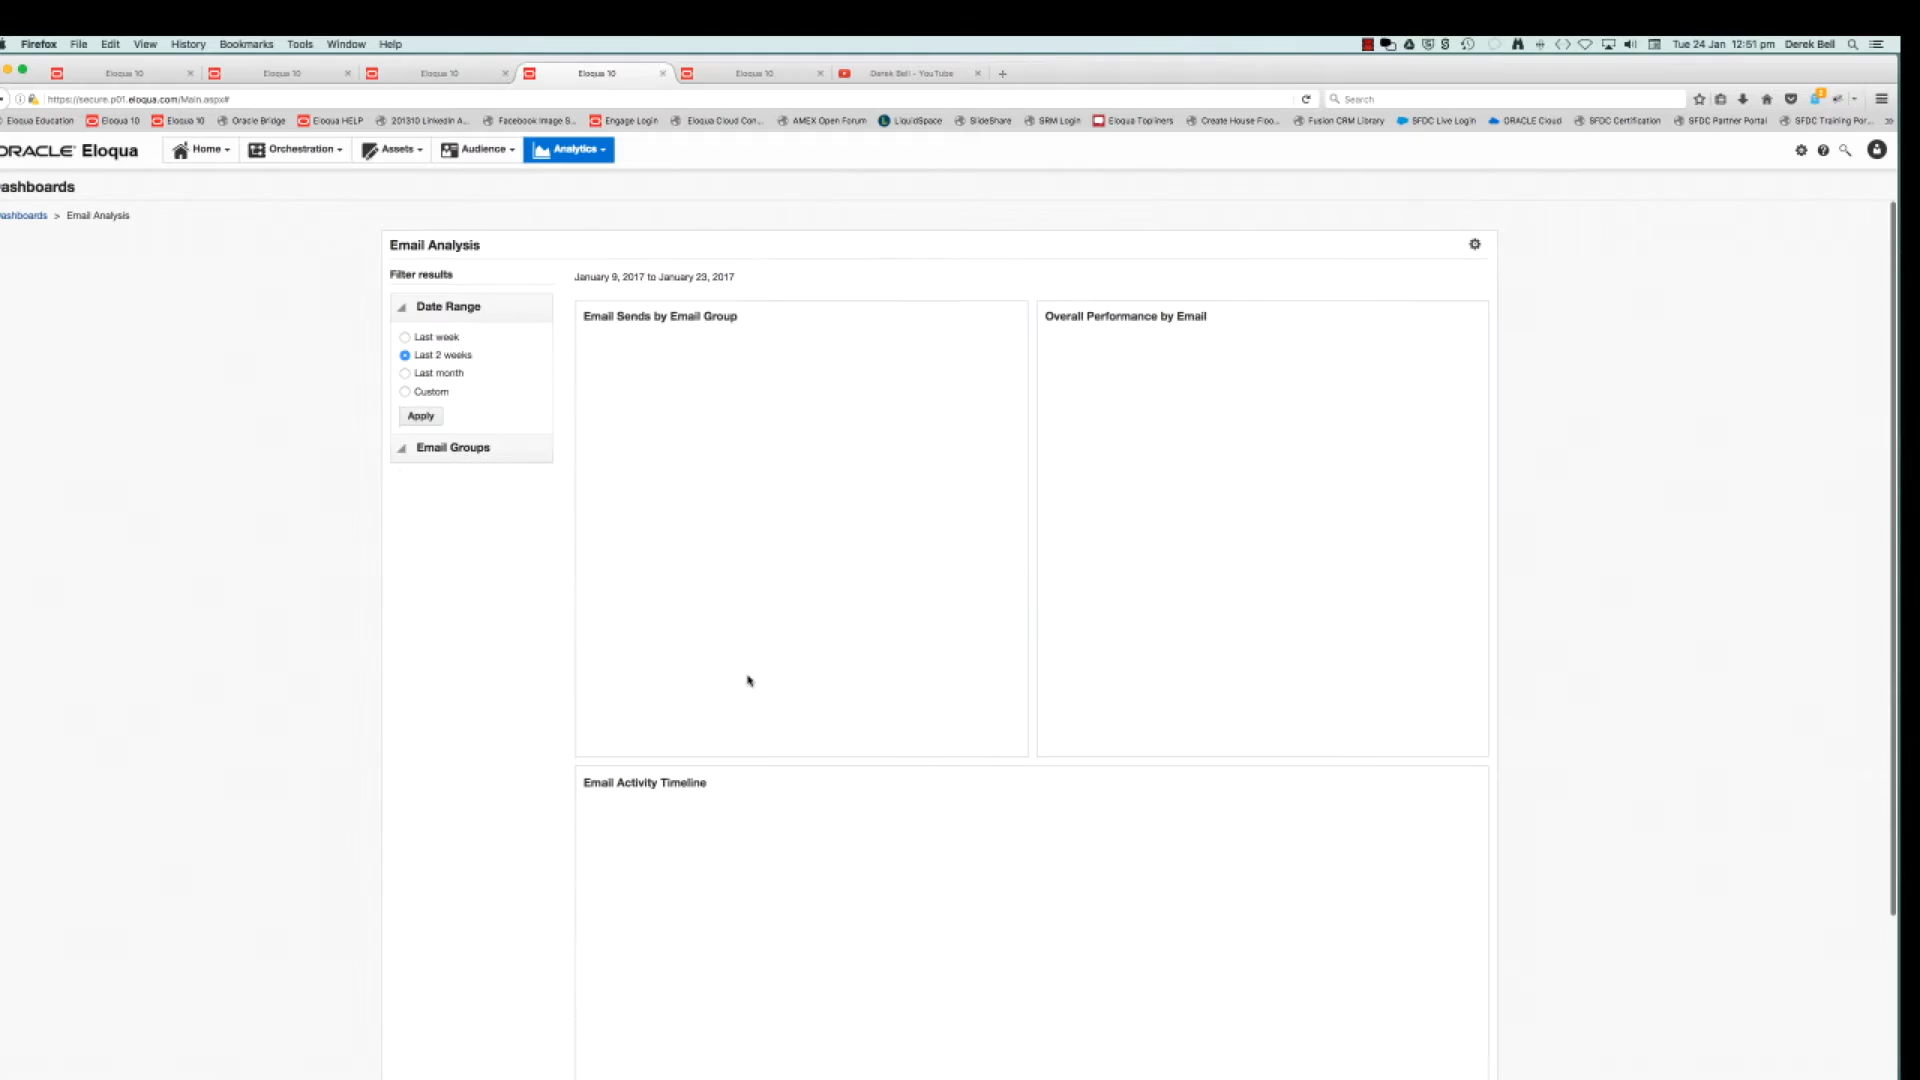 Firefox File Edit View History Bookmarks Tools Window Help Tue 24 Jan 12:51 pm Derek Bell
Eloqua 10 Eloqua 10 Eloqua 10 Eloqua 10 Eloqua 10 Derek Bell - YouTube
https://secure.p01.eloqua.com/Main.aspx# Search
Eloqua Education Eloqua 10 Eloqua 10 Oracle Bridge Eloqua HELP 201310 LinkedIn A... Facebook Image S... Engage Login Eloqua Cloud Con... AMEX Open Forum LiquidSpace SlideShare SRM Login Eloqua Topliners Create House Floo... Fusion CRM Library SFDC Live Login ORACLE Cloud SFDC Certification SFDC Partner Portal SFDC Training Por...
ORACLE Eloqua Home Orchestration Assets Audience Analytics
ashboards
ashboards > Email Analysis
Email Analysis
Filter results
January 9, 2017 to January 23, 2017
Date Range
Last week
Last 2 weeks
Last month
Custom
Apply
Email Groups
Email Sends by Email Group
Overall Performance by Email
Email Activity Timeline